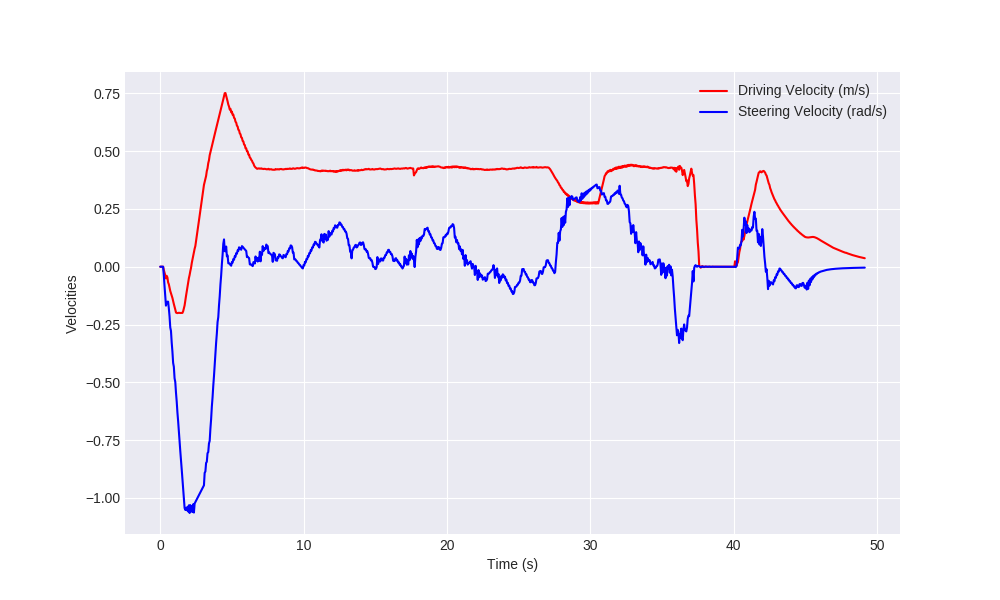 Driving Velocity (m/s)
Steering Velocity (rad/s)
Velocities
0.75
0.50
0.25
0.00
−0.25
−0.50
−0.75
−1.00
0 10 20 30 40 50
Time (s)